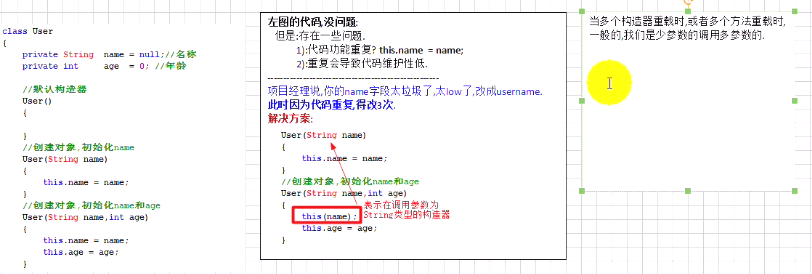 class User
{
private String name = null;//名称
private int age = 0; //年龄
//默认构造器
User()
{
}
//创建对象,初始化name
User(String name)
{
this.name = name;
}
//创建对象,初始化name和age
User(String name,int age)
{
this.name = name;
this.age = age;
}
左图的代码,没问题:
但是:存在一些问题.
1):代码功能重复? this.name = name;
2):重复会导致代码维护性低.
------------------------------------------------
项目经理说,你的name字段太垃圾了,太low了,改成username.
此时因为代码重复,得改3次.
解决方案:
User(String name)
{
this.name = name;
}
//创建对象,初始化name和age
User(String name,int age)
{
this(name);
this.age = age;
}
表示在调用参数为
String类型的构造器
当多个构造器重载时,或者多个方法重载时,
一般的,我们是少参数的调用多参数的.